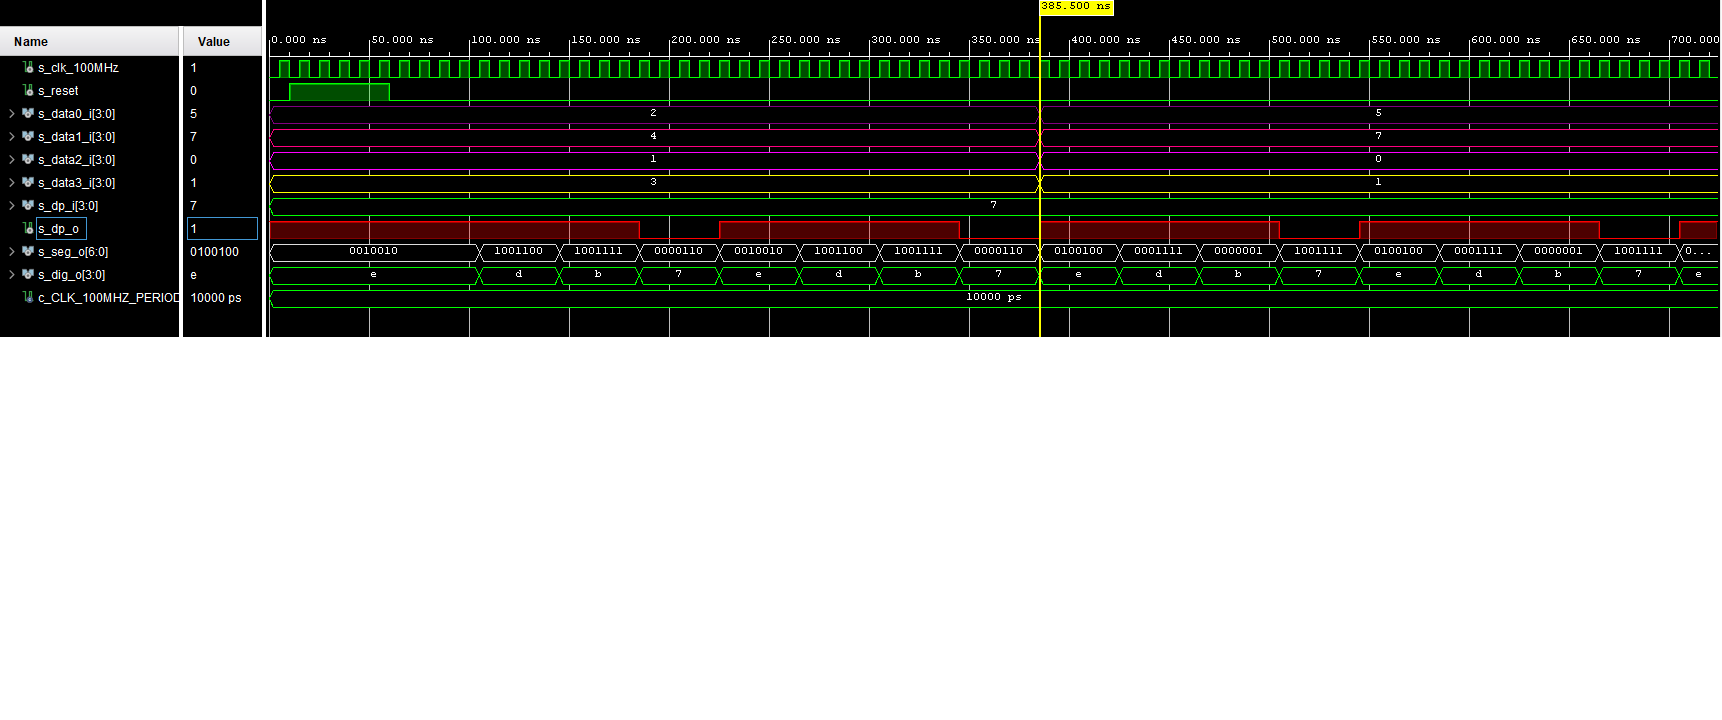 385.500 ns
Name Value
0.000 ns 50.000 ns 100.000 ns 150.000 ns 200.000 ns 250.000 ns 300.000 ns 350.000 ns 400.000 ns 450.000 ns 500.000 ns 550.000 ns 600.000 ns 650.000 ns 700.000
s_clk_100MHz 1
s_reset 0
s_data0_i[3:0] 5 2 5
s_data1_i[3:0] 7 4 7
s_data2_i[3:0] 0 1 0
s_data3_i[3:0] 1 3 1
s_dp_i[3:0] 7 7
s_dp_o 1
s_seg_o[6:0] 0100100 0010010 1001100 1001111 0000110 0010010 1001100 1001111 0000110 0100100 0001111 0000001 1001111 0100100 0001111 0000001 1001111 0...
s_dig_o[3:0] e e d b 7 e d b 7 e d b 7 e d b 7 e
c_CLK_100MHZ_PERIOD 10000 ps 10000 ps